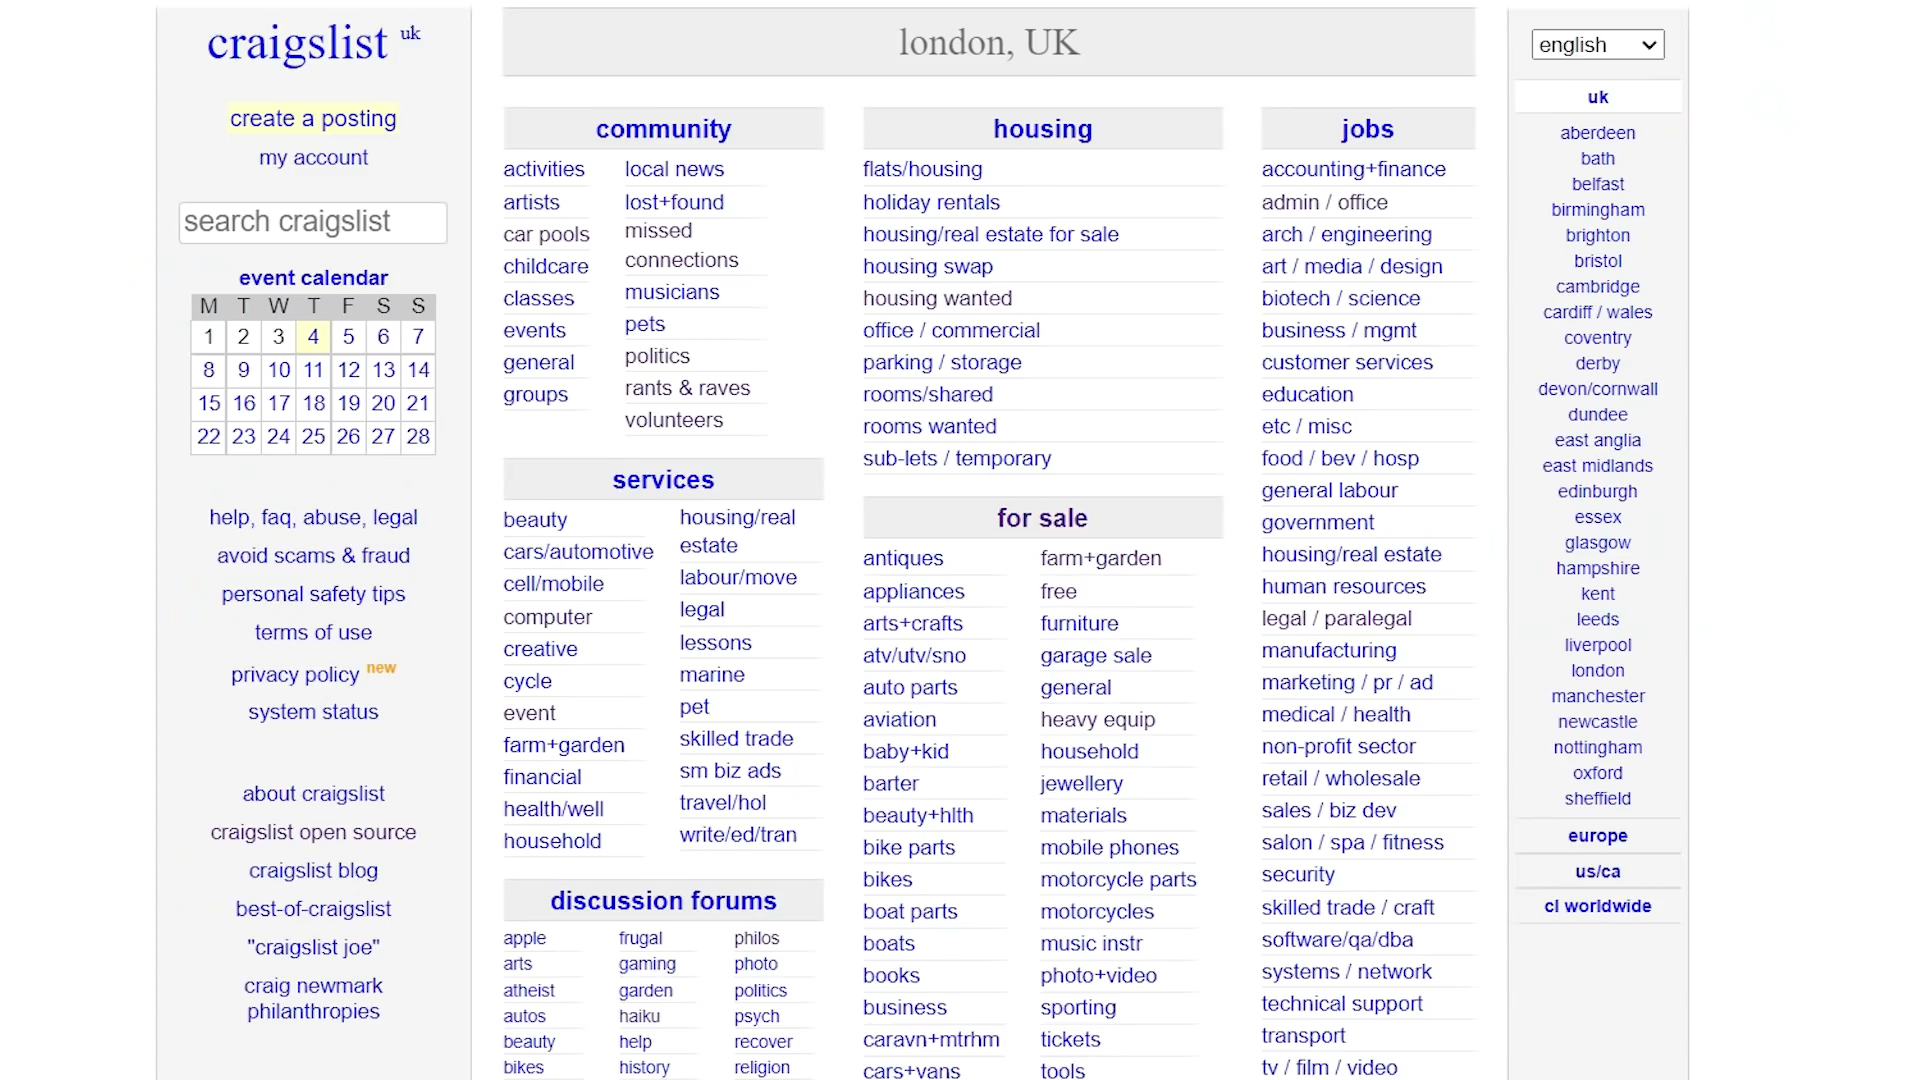 craigslist uk
create a posting
my account
search craigslist
event calendar
M T W T F S S
1 2 3 4 5 6 7
8 9 10 11 12 13 14
15 16 17 18 19 20 21
22 23 24 25 26 27 28
help, faq, abuse, legal
avoid scams & fraud
personal safety tips
terms of use
privacy policy new
system status
about craigslist
craigslist open source
craigslist blog
best-of-craigslist
"craigslist joe"
craig newmark
philanthropies
london, UK
community
activities
artists
car pools
childcare
classes
events
general
groups
local news
lost+found
missed
connections
musicians
pets
politics
rants & raves
volunteers
services
beauty
cars/automotive
cell/mobile
computer
creative
cycle
event
farm+garden
financial
health/well
household
housing/real
estate
labour/move
legal
lessons
marine
pet
skilled trade
sm biz ads
travel/hol
write/ed/tran
discussion forums
apple
arts
atheist
autos
beauty
bikes
frugal
gaming
garden
haiku
help
history
philos
photo
politics
psych
recover
religion
housing
flats/housing
holiday rentals
housing/real estate for sale
housing swap
housing wanted
office / commercial
parking / storage
rooms/shared
rooms wanted
sub-lets / temporary
for sale
antiques
appliances
arts+crafts
atv/utv/sno
auto parts
aviation
baby+kid
barter
beauty+hlth
bike parts
bikes
boat parts
boats
books
business
caravn+mtrhm
cars+vans
farm+garden
free
furniture
garage sale
general
heavy equip
household
jewellery
materials
mobile phones
motorcycle parts
motorcycles
music instr
photo+video
sporting
tickets
tools
jobs
accounting+finance
admin / office
arch / engineering
art / media / design
biotech / science
business / mgmt
customer services
education
etc / misc
food / bev / hosp
general labour
government
housing/real estate
human resources
legal / paralegal
manufacturing
marketing / pr / ad
medical / health
non-profit sector
retail / wholesale
sales / biz dev
salon / spa / fitness
security
skilled trade / craft
software/qa/dba
systems / network
technical support
transport
tv / film / video
english
uk
aberdeen
bath
belfast
birmingham
brighton
bristol
cambridge
cardiff / wales
coventry
derby
devon/cornwall
dundee
east anglia
east midlands
edinburgh
essex
glasgow
hampshire
kent
leeds
liverpool
london
manchester
newcastle
nottingham
oxford
sheffield
europe
us/ca
cl worldwide